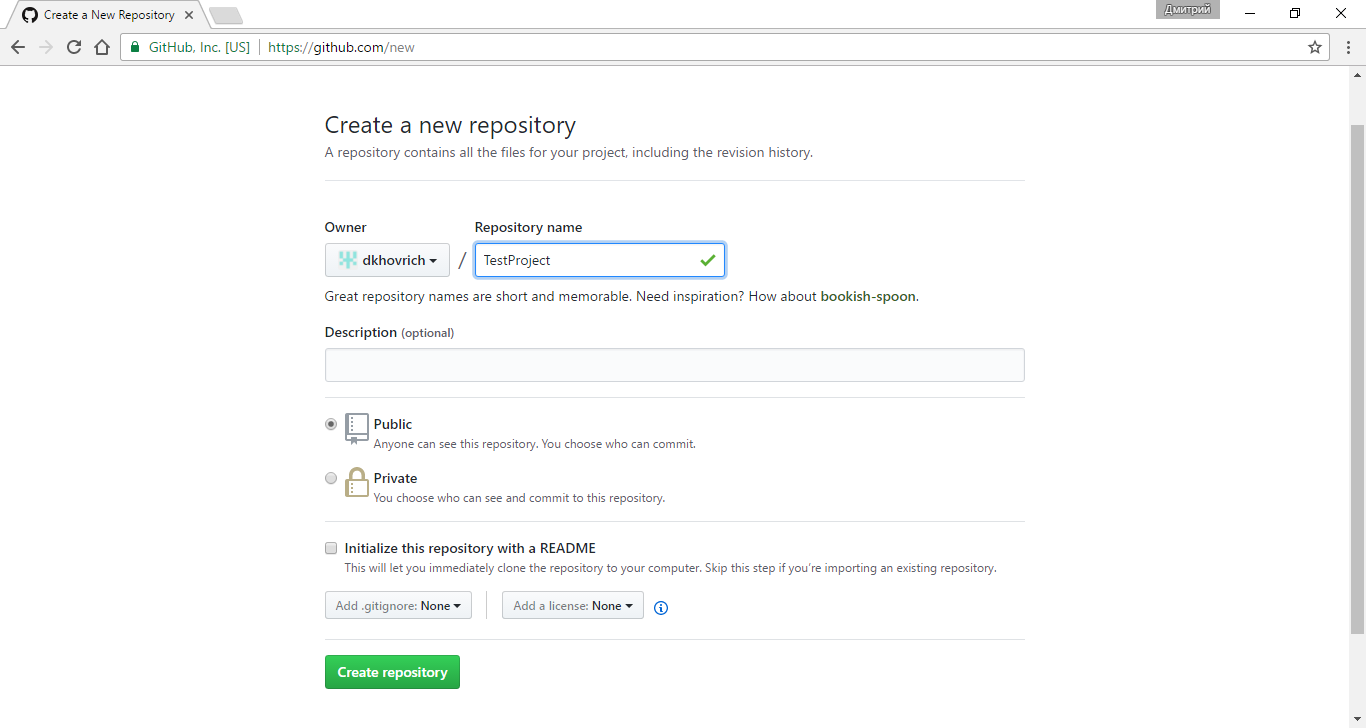 Create a New Repository
Дмитрий
GitHub, Inc. [US] https://github.com/new
Create a new repository
A repository contains all the files for your project, including the revision history.
Owner Repository name
dkhovrich / TestProject
Great repository names are short and memorable. Need inspiration? How about bookish-spoon.
Description (optional)
Public
Anyone can see this repository. You choose who can commit.
Private
You choose who can see and commit to this repository.
Initialize this repository with a README
This will let you immediately clone the repository to your computer. Skip this step if you’re importing an existing repository.
Add .gitignore: None Add a license: None
Create repository